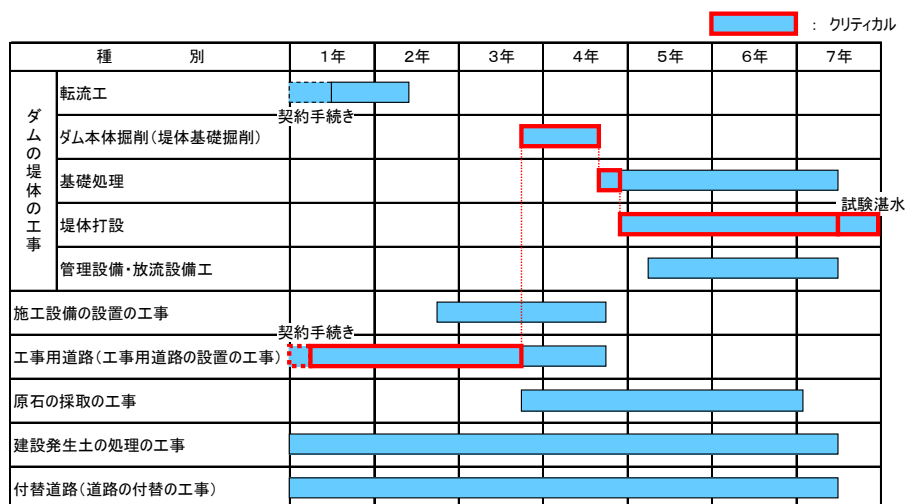 ： クリティカル
種 別 1年 2年 3年 4年 5年 6年 7年
ダムの堤体の工事
転流工
契約手続き
ダム本体掘削（堤体基礎掘削）
基礎処理
試験湛水
堤体打設
管理設備・放流設備工
施工設備の設置の工事
契約手続き
工事用道路（工事用道路の設置の工事）
原石の採取の工事
建設発生土の処理の工事
付替道路（道路の付替の工事）